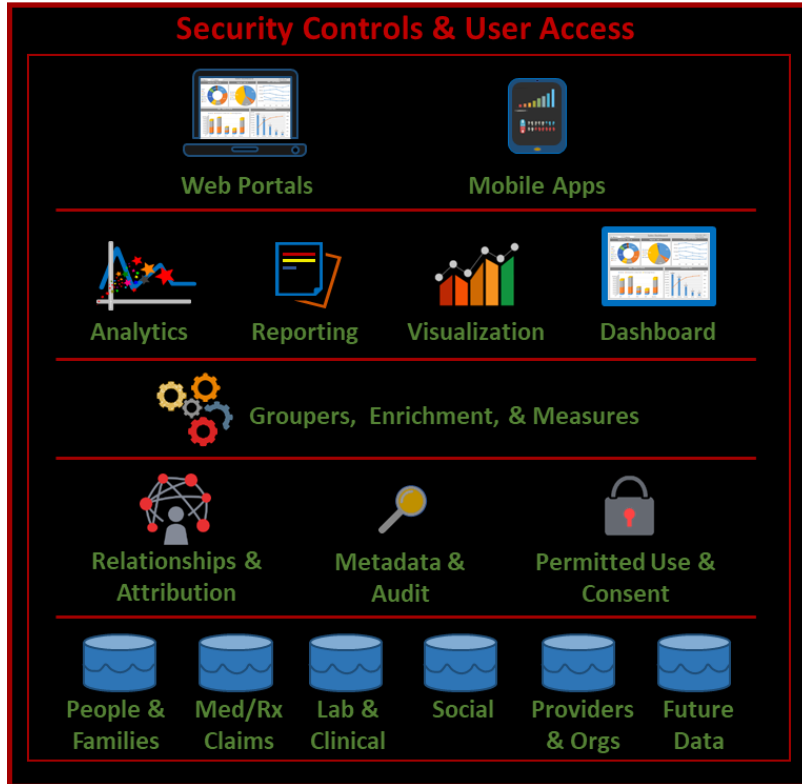 Security Controls & User Access
Web Portals
Mobile Apps
Analytics
Reporting
Visualization
Dashboard
Groupers, Enrichment, & Measures
Relationships &
Attribution
Metadada &
Audit
Permitted Use &
Consent
People &
Families
Med/Rx
Claims
Lab &
Clinical
Social
Providers
& Orgs
Future
Data